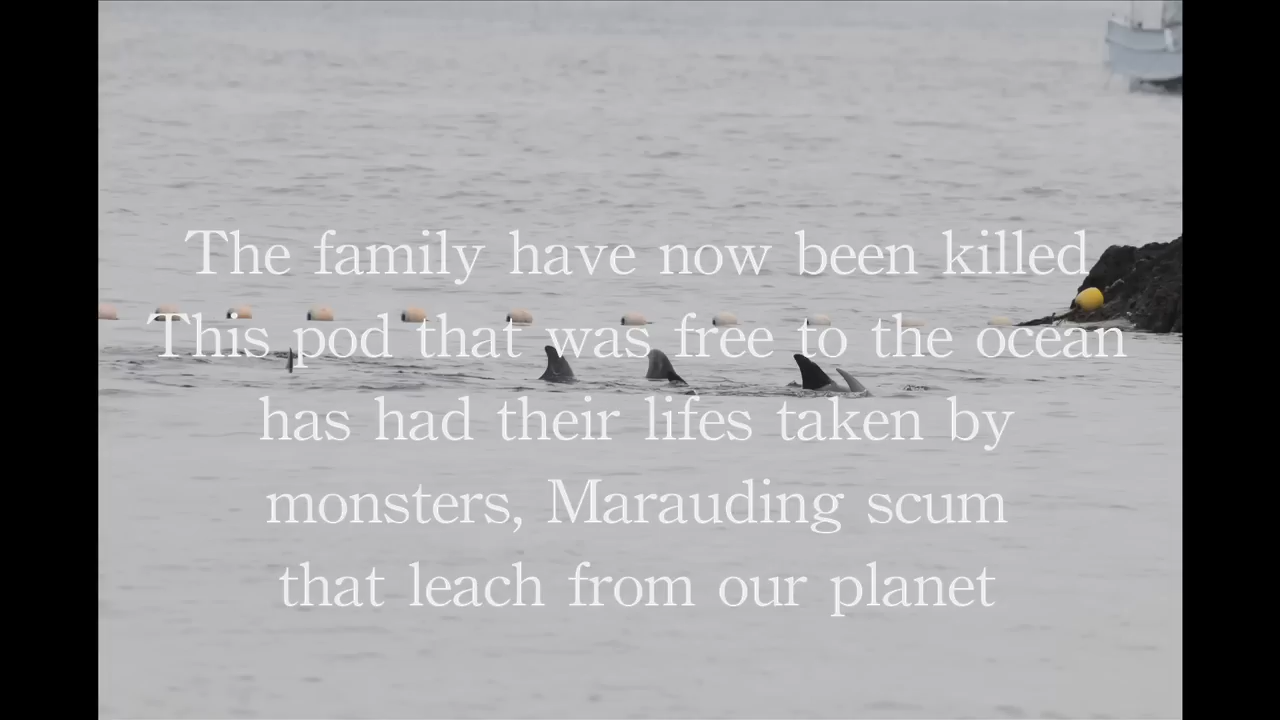 The family have now been killed
This pod that was free to the ocean
has had their lifes taken by
monsters, Marauding scum
that leach from our planet